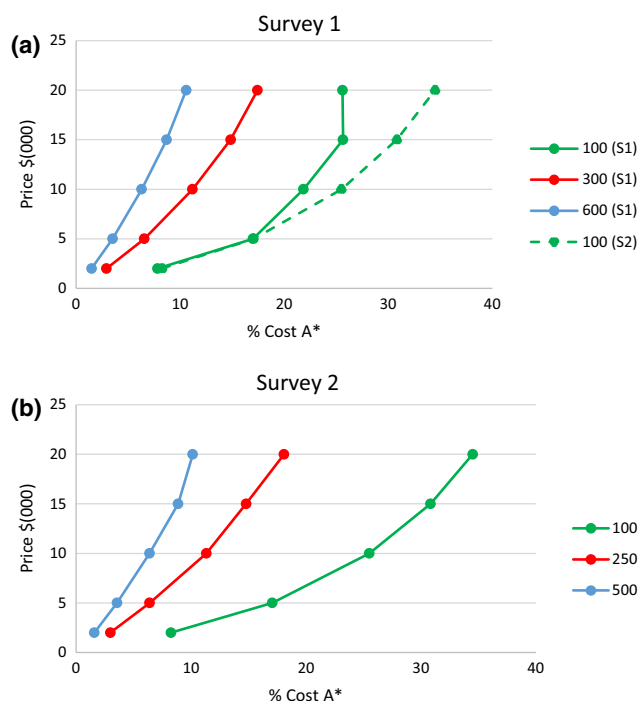 (a)
Survey 1
Price $(000)
25
20
15
10
5
0
0 10 20 30 40
% Cost A*
100 (S1)
300 (S1)
600 (S1)
100 (S2)
(b)
Survey 2
Price $(000)
25
20
15
10
5
0
0 10 20 30 40
% Cost A*
100
250
500